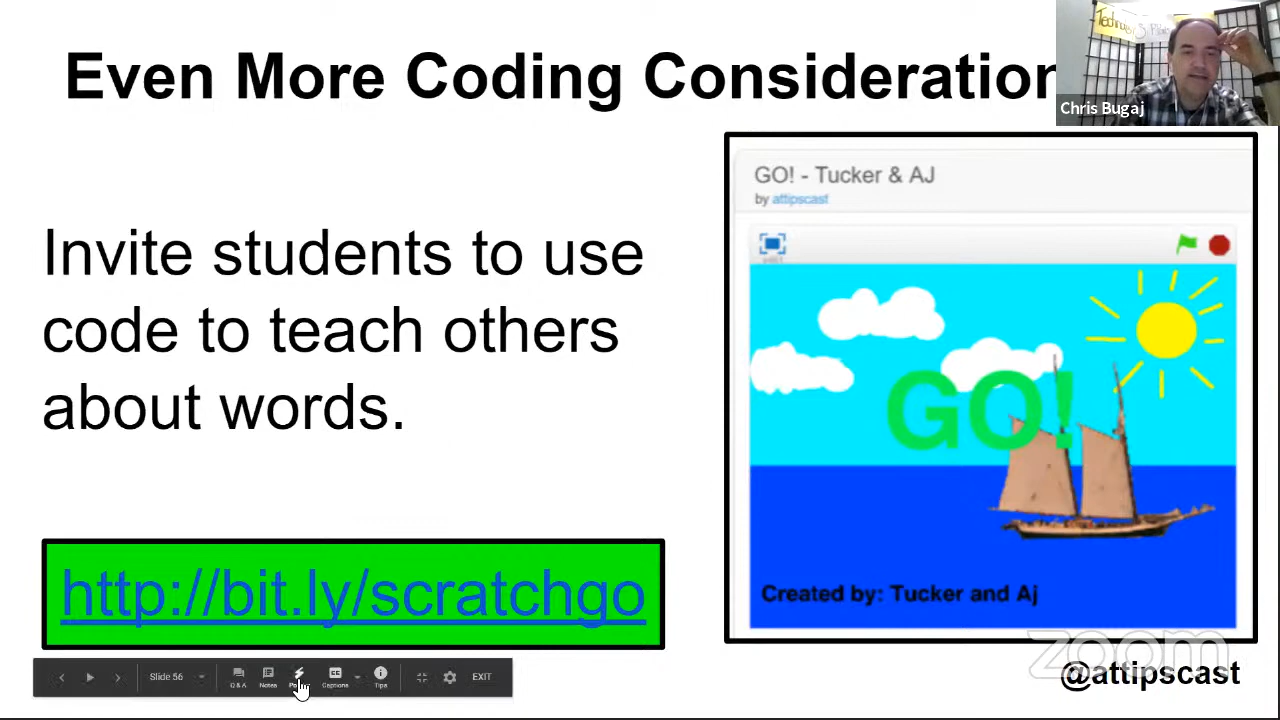 Even More Coding Consideration
Chris Bugaj
GO! - Tucker & AJ
by attipscast
Invite students to use
code to teach others
about words.
GO!
Created by: Tucker and Aj
http://bit.ly/scratchgo
zoom
@attipscast
Slide 56
Q & A
Notes
Captions
Tips
EXIT